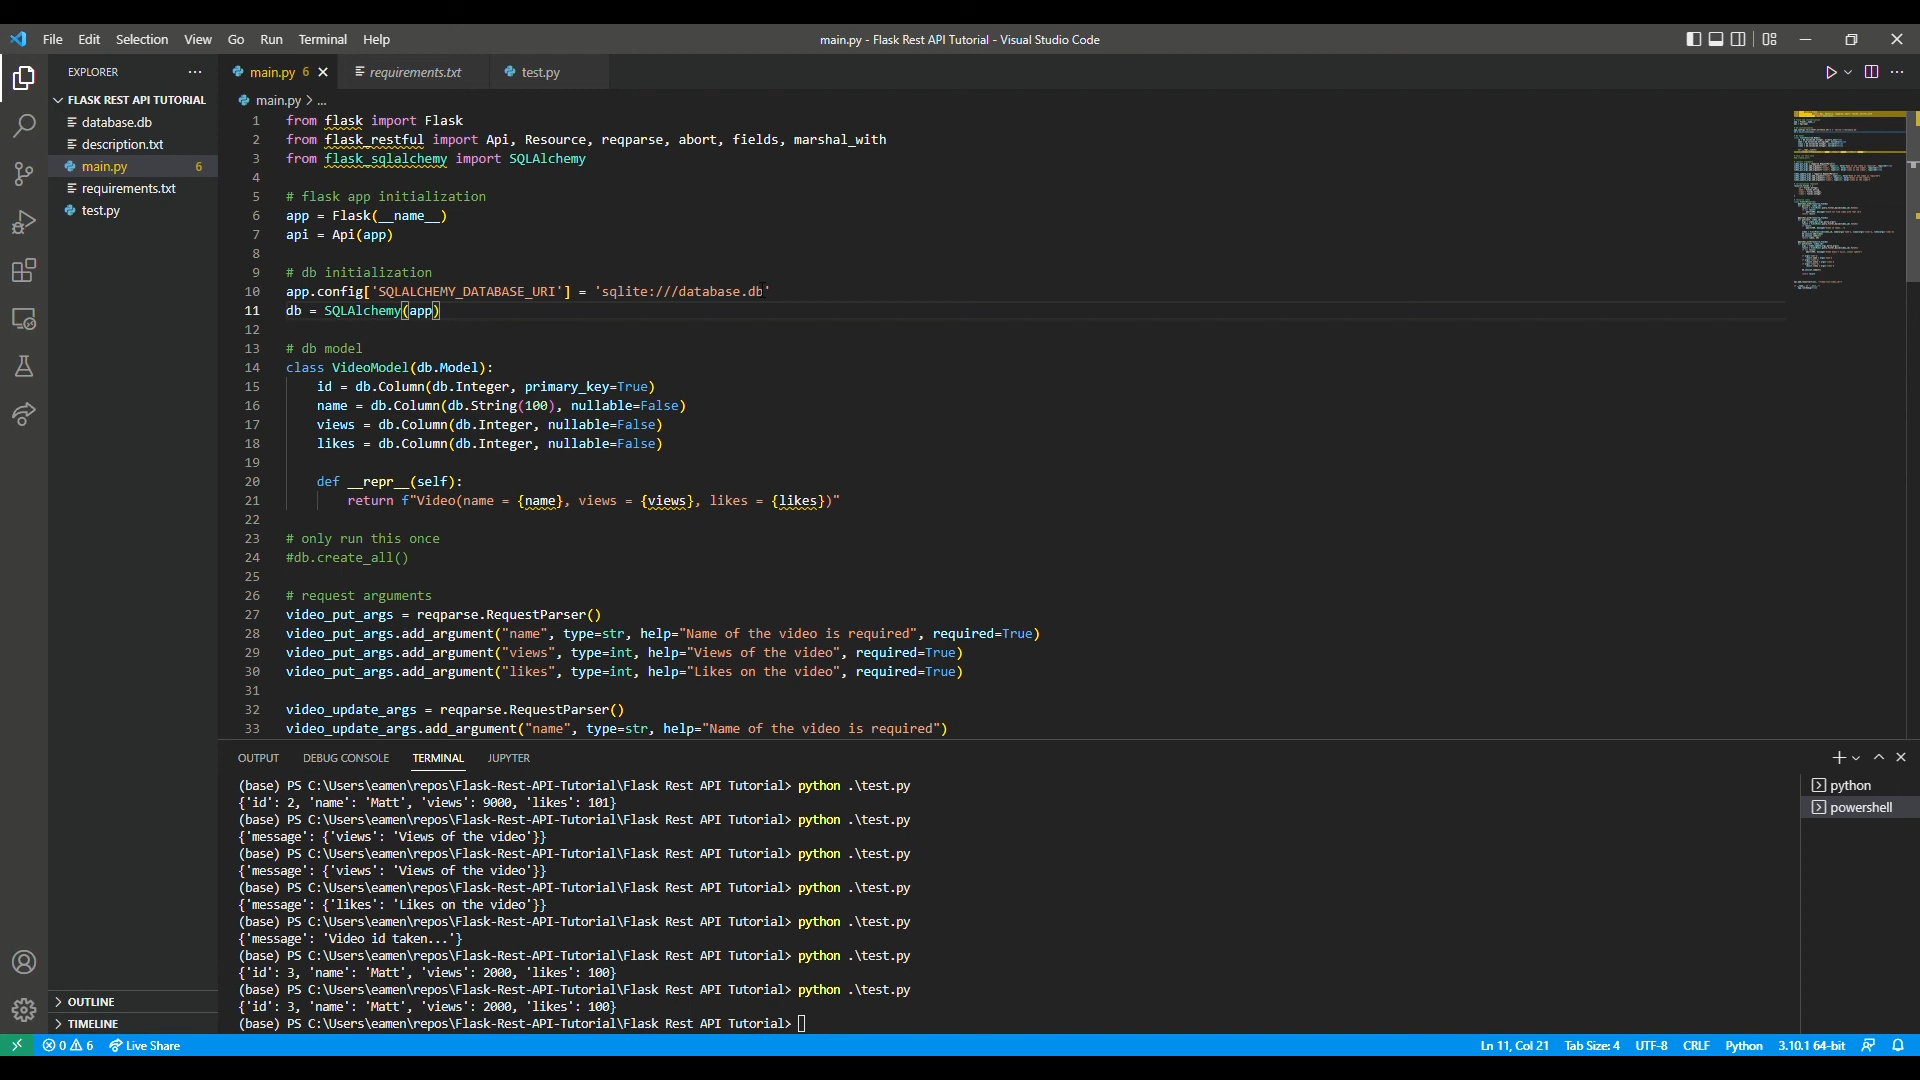 File Edit Selection View Go Run Terminal Help
main.py - Flask Rest API Tutorial - Visual Studio Code
EXPLORER
FLASK REST API TUTORIAL
database.db
description.txt
main.py 6
requirements.txt
test.py
OUTLINE
TIMELINE
main.py 6
requirements.txt
test.py
main.py > ...
1 from flask import Flask
2 from flask_restful import Api, Resource, reqparse, abort, fields, marshal_with
3 from flask_sqlalchemy import SQLAlchemy
4
5 # flask app initialization
6 app = Flask(__name__)
7 api = Api(app)
8
9 # db initialization
10 app.config['SQLALCHEMY_DATABASE_URI'] = 'sqlite:///database.db'
11 db = SQLAlchemy(app)
12
13 # db model
14 class VideoModel(db.Model):
15 id = db.Column(db.Integer, primary_key=True)
16 name = db.Column(db.String(100), nullable=False)
17 views = db.Column(db.Integer, nullable=False)
18 likes = db.Column(db.Integer, nullable=False)
19
20 def __repr__(self):
21 return f"Video(name = {name}, views = {views}, likes = {likes})"
22
23 # only run this once
24 #db.create_all()
25
26 # request arguments
27 video_put_args = reqparse.RequestParser()
28 video_put_args.add_argument("name", type=str, help="Name of the video is required", required=True)
29 video_put_args.add_argument("views", type=int, help="Views of the video", required=True)
30 video_put_args.add_argument("likes", type=int, help="Likes on the video", required=True)
31
32 video_update_args = reqparse.RequestParser()
33 video_update_args.add_argument("name", type=str, help="Name of the video is required")
OUTPUT DEBUG CONSOLE TERMINAL JUPYTER
(base) PS C:\Users\eamen\repos\Flask-Rest-API-Tutorial\Flask Rest API Tutorial> python .\test.py
{'id': 2, 'name': 'Matt', 'views': 9000, 'likes': 101}
(base) PS C:\Users\eamen\repos\Flask-Rest-API-Tutorial\Flask Rest API Tutorial> python .\test.py
{'message': {'views': 'Views of the video'}}
(base) PS C:\Users\eamen\repos\Flask-Rest-API-Tutorial\Flask Rest API Tutorial> python .\test.py
{'message': {'views': 'Views of the video'}}
(base) PS C:\Users\eamen\repos\Flask-Rest-API-Tutorial\Flask Rest API Tutorial> python .\test.py
{'message': {'likes': 'Likes on the video'}}
(base) PS C:\Users\eamen\repos\Flask-Rest-API-Tutorial\Flask Rest API Tutorial> python .\test.py
{'message': 'Video id taken...'}
(base) PS C:\Users\eamen\repos\Flask-Rest-API-Tutorial\Flask Rest API Tutorial> python .\test.py
{'id': 3, 'name': 'Matt', 'views': 2000, 'likes': 100}
(base) PS C:\Users\eamen\repos\Flask-Rest-API-Tutorial\Flask Rest API Tutorial> python .\test.py
{'id': 3, 'name': 'Matt', 'views': 2000, 'likes': 100}
(base) PS C:\Users\eamen\repos\Flask-Rest-API-Tutorial\Flask Rest API Tutorial>
python
powershell
0 6 Live Share
Ln 11, Col 21 Tab Size: 4 UTF-8 CRLF Python 3.10.1 64-bit